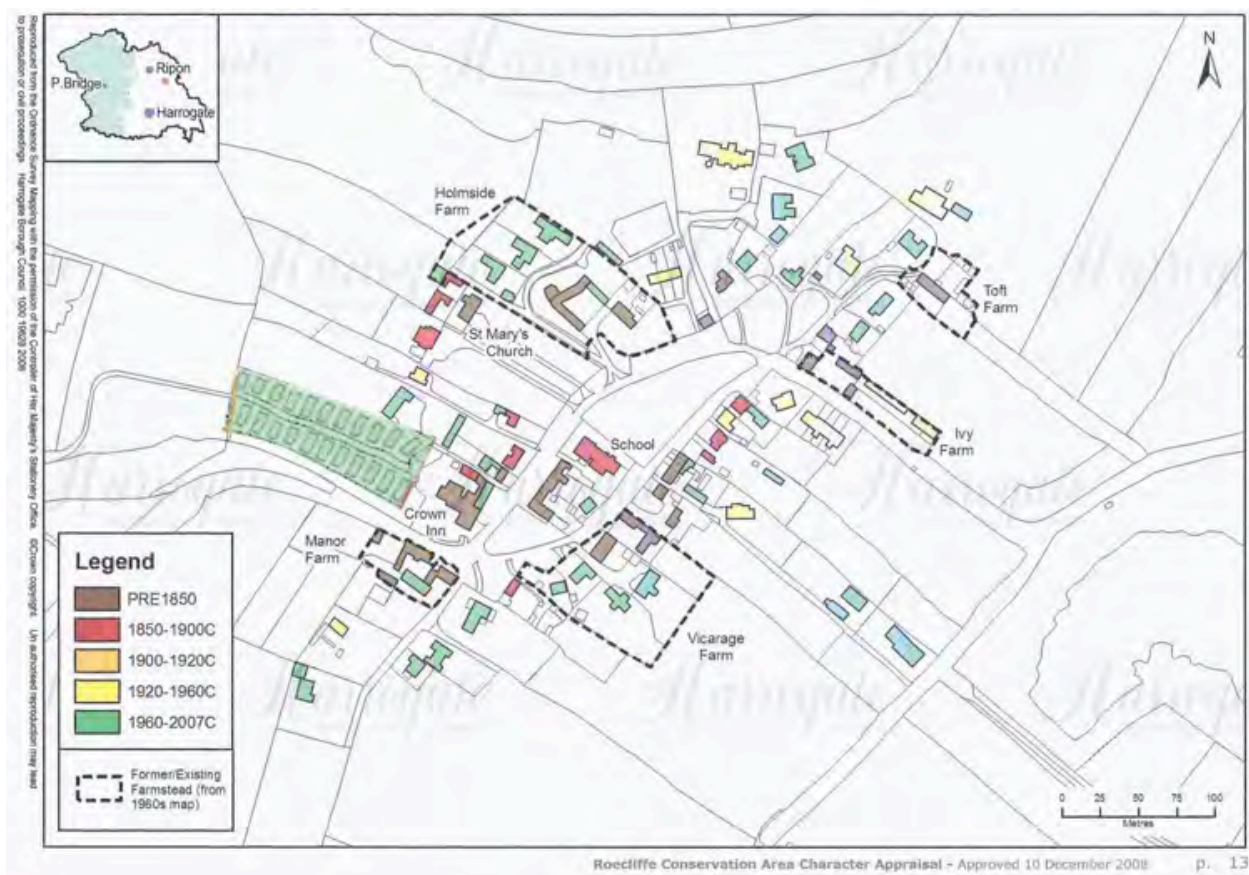 N
P.Bridge
Ripon
Harrogate
Reproduced from the Ordnance Survey Mapping with the permission of the Controller of Her Majesty's Stationery Office. ©Crown copyright. Un authorised reproduction may lead
to prosecution or civil proceedings Harrogate Borough Council 1000 19628 2008
Holmside
Farm
St Mary's
Church
Toft
Farm
Ivy
Farm
School
Crown
Inn
Manor
Farm
Vicarage
Farm
Legend
PRE1850
1850-1900C
1900-1920C
1920-1960C
1960-2007C
Former/Existing
Farmstead (from
1960s map)
0 25 50 75 100
Metres
Roecliffe Conservation Area Character Appraisal - Approved 10 December 2008 p. 13